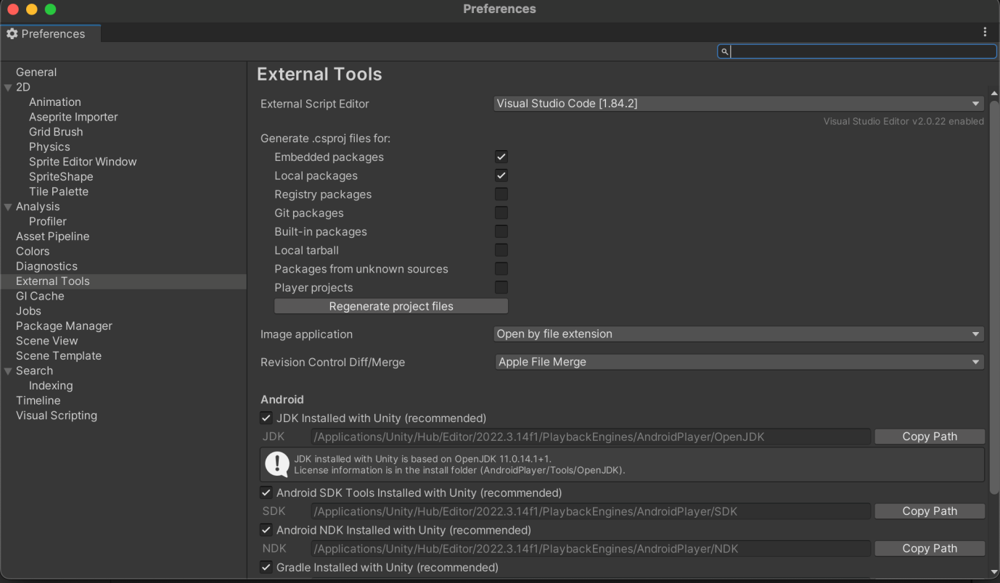 Preferences
Preferences
General
2D
Animation
Aseprite Importer
Grid Brush
Physics
Sprite Editor Window
SpriteShape
Tile Palette
Analysis
Profiler
Asset Pipeline
Colors
Diagnostics
External Tools
GI Cache
Jobs
Package Manager
Scene View
Scene Template
Search
Indexing
Timeline
Visual Scripting
External Tools
External Script Editor Visual Studio Code [1.84.2]
Visual Studio Editor v2.0.22 enabled
Generate .csproj files for:
Embedded packages
Local packages
Registry packages
Git packages
Built-in packages
Local tarball
Packages from unknown sources
Player projects
Regenerate project files
Image application Open by file extension
Revision Control Diff/Merge Apple File Merge
Android
JDK Installed with Unity (recommended)
JDK /Applications/Unity/Hub/Editor/2022.3.14f1/PlaybackEngines/AndroidPlayer/OpenJDK Copy Path
JDK installed with Unity is based on OpenJDK 11.0.14.1+1.
License information is in the install folder (AndroidPlayer/Tools/OpenJDK).
Android SDK Tools Installed with Unity (recommended)
SDK /Applications/Unity/Hub/Editor/2022.3.14f1/PlaybackEngines/AndroidPlayer/SDK Copy Path
Android NDK Installed with Unity (recommended)
NDK /Applications/Unity/Hub/Editor/2022.3.14f1/PlaybackEngines/AndroidPlayer/NDK Copy Path
Gradle Installed with Unity (recommended)